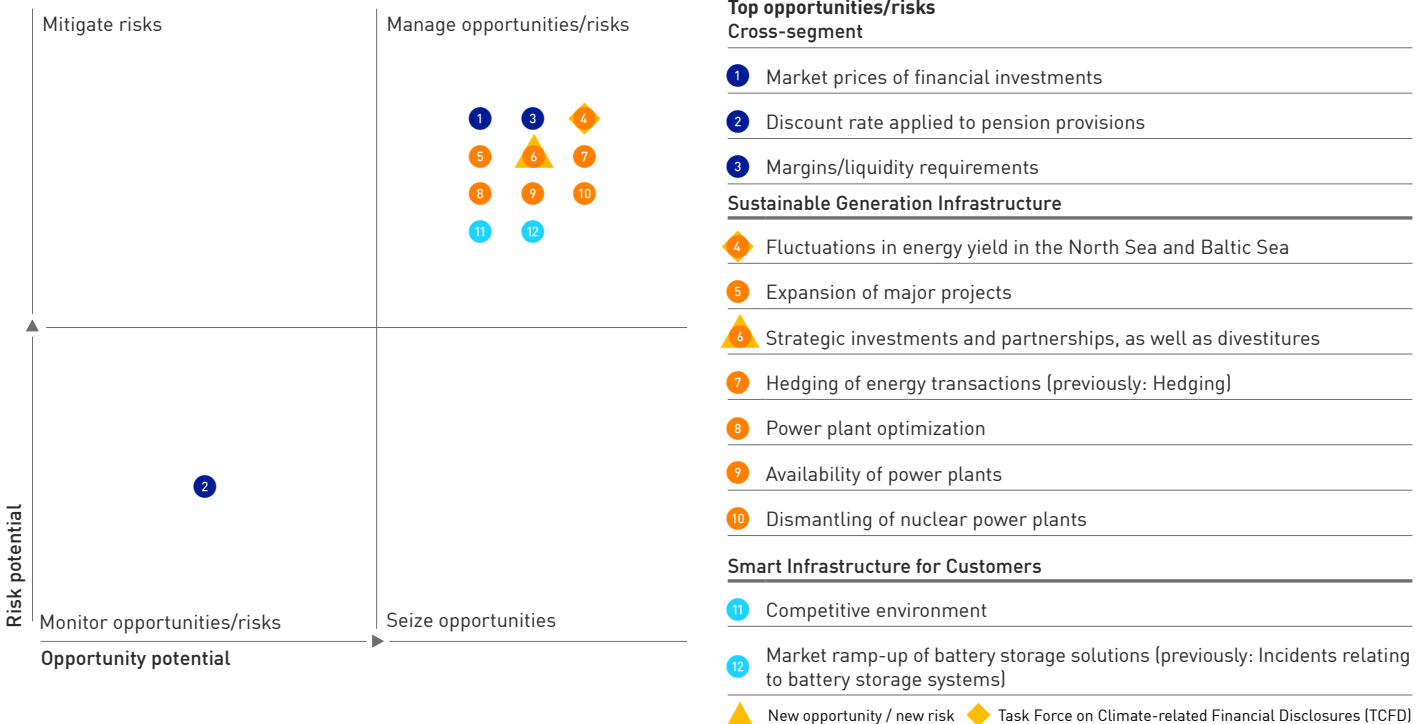 Mitigate risks
Manage opportunities/risks
1
3
4
5
6
7
8
9
10
11
12
2
Risk potential
Monitor opportunities/risks
Seize opportunities
Opportunity potential
Top opportunities/risks
Cross-segment
1 Market prices of financial investments
2 Discount rate applied to pension provisions
3 Margins/liquidity requirements
Sustainable Generation Infrastructure
4 Fluctuations in energy yield in the North Sea and Baltic Sea
5 Expansion of major projects
6 Strategic investments and partnerships, as well as divestitures
7 Hedging of energy transactions (previously: Hedging)
8 Power plant optimization
9 Availability of power plants
10 Dismantling of nuclear power plants
Smart Infrastructure for Customers
11 Competitive environment
12 Market ramp-up of battery storage solutions (previously: Incidents relating
to battery storage systems)
New opportunity / new risk Task Force on Climate-related Financial Disclosures (TCFD)